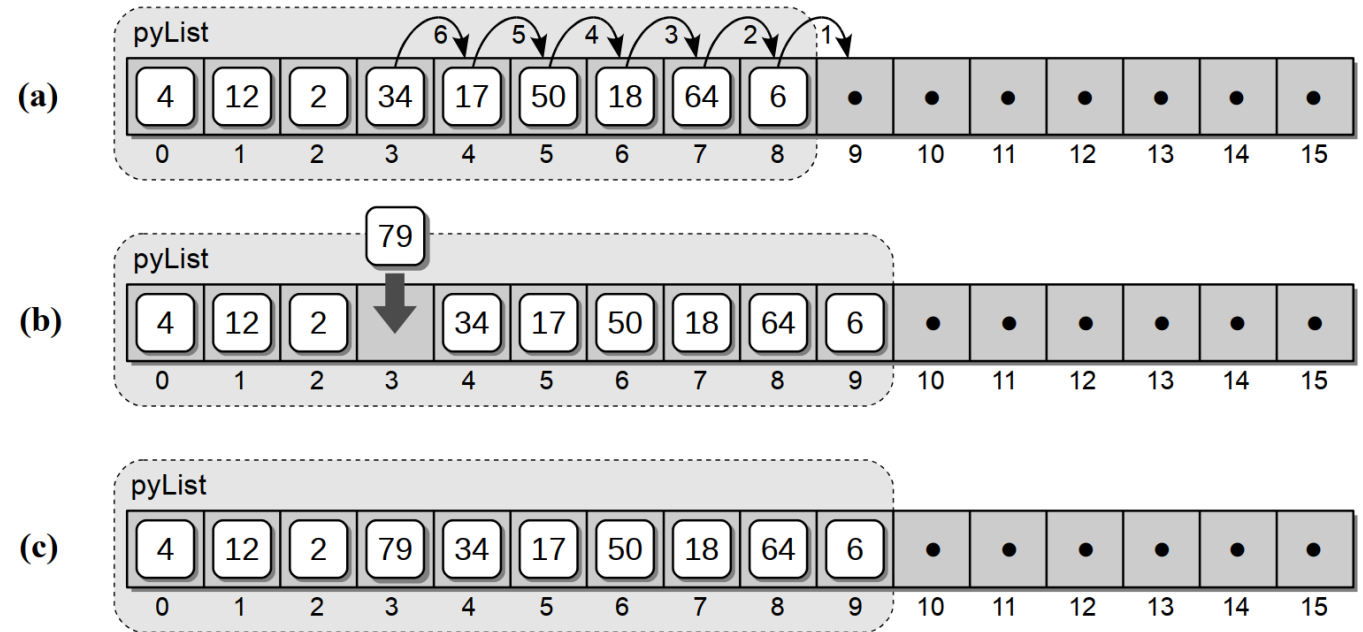 pyList
6 5 4 3 2 1
(a) 4 12 2 34 17 50 18 64 6 • • • • • • •
0 1 2 3 4 5 6 7 8 9 10 11 12 13 14 15
79
pyList
(b) 4 12 2 34 17 50 18 64 6 • • • • • •
0 1 2 3 4 5 6 7 8 9 10 11 12 13 14 15
pyList
(c) 4 12 2 79 34 17 50 18 64 6 • • • • • •
0 1 2 3 4 5 6 7 8 9 10 11 12 13 14 15